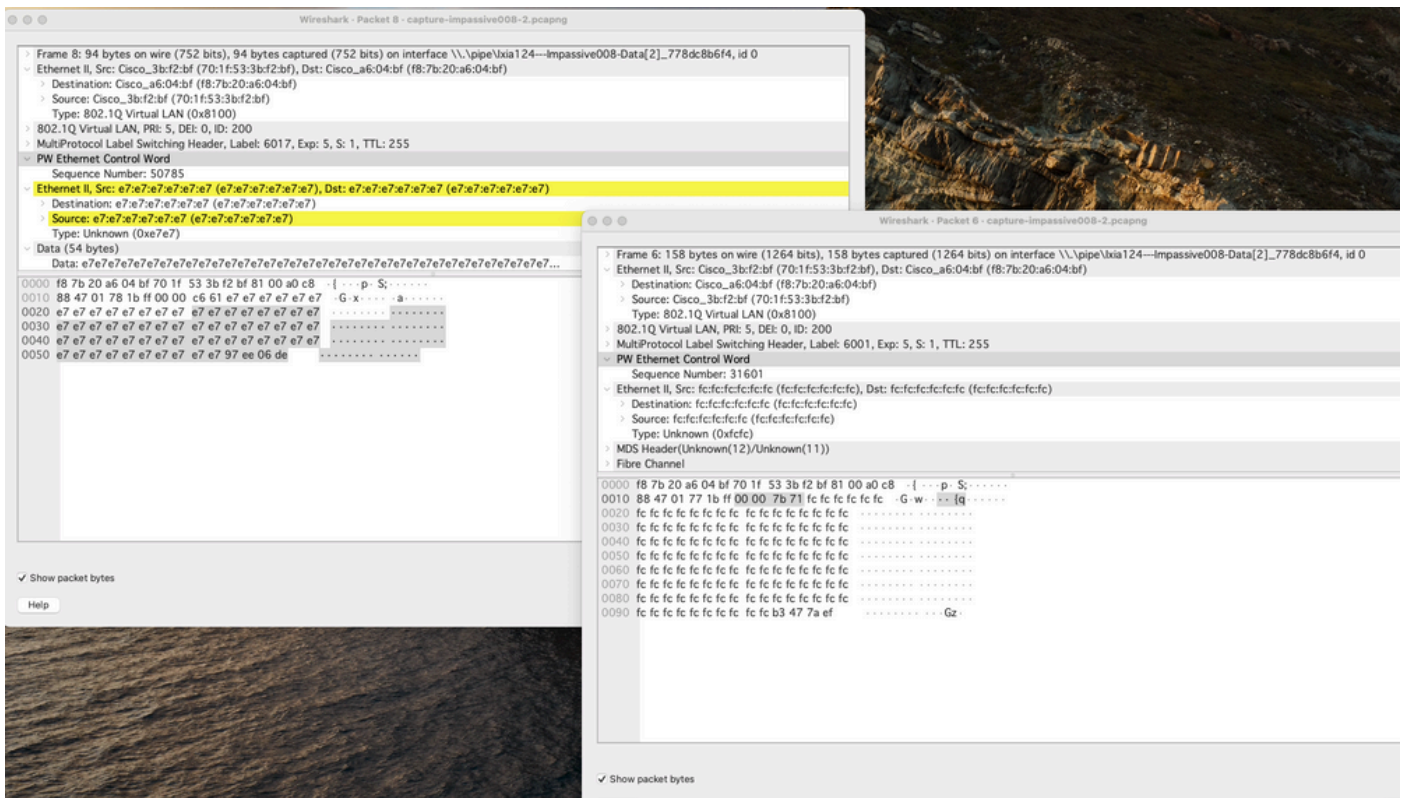 Wireshark · Packet 8 · capture-impassive008-2.pcapng
Frame 8: 94 bytes on wire (752 bits), 94 bytes captured (752 bits) on interface \\.\pipe\Ixia124---Impassive008-Data[2]_778dc8b6f4, id 0
Ethernet II, Src: Cisco_3b:f2:bf (70:1f:53:3b:f2:bf), Dst: Cisco_a6:04:bf (f8:7b:20:a6:04:bf)
Destination: Cisco_a6:04:bf (f8:7b:20:a6:04:bf)
Source: Cisco_3b:f2:bf (70:1f:53:3b:f2:bf)
Type: 802.1Q Virtual LAN (0x8100)
802.1Q Virtual LAN, PRI: 5, DEI: 0, ID: 200
MultiProtocol Label Switching Header, Label: 6017, Exp: 5, S: 1, TTL: 255
PW Ethernet Control Word
Sequence Number: 50785
Ethernet II, Src: e7:e7:e7:e7:e7:e7 (e7:e7:e7:e7:e7:e7), Dst: e7:e7:e7:e7:e7:e7 (e7:e7:e7:e7:e7:e7)
Destination: e7:e7:e7:e7:e7:e7 (e7:e7:e7:e7:e7:e7)
Source: e7:e7:e7:e7:e7:e7 (e7:e7:e7:e7:e7:e7)
Type: Unknown (0xe7e7)
Data (54 bytes)
Data: e7e7e7e7e7e7e7e7e7e7e7e7e7e7e7e7e7e7e7e7e7e7e7e7e7e7e7e7e7e7e7e7e7e7e7e7…
0000 f8 7b 20 a6 04 bf 70 1f 53 3b f2 bf 81 00 a0 c8 ·{ ···p· S;······
0010 88 47 01 78 1b ff 00 00 c6 61 e7 e7 e7 e7 e7 e7 ·G·x···· ·a······
0020 e7 e7 e7 e7 e7 e7 e7 e7 e7 e7 e7 e7 e7 e7 e7 e7 ········ ········
0030 e7 e7 e7 e7 e7 e7 e7 e7 e7 e7 e7 e7 e7 e7 e7 e7 ········ ········
0040 e7 e7 e7 e7 e7 e7 e7 e7 e7 e7 e7 e7 e7 e7 e7 e7 ········ ········
0050 e7 e7 e7 e7 e7 e7 e7 e7 e7 e7 97 ee 06 de ········ ······
Show packet bytes
Help
Wireshark · Packet 6 · capture-impassive008-2.pcapng
Frame 6: 158 bytes on wire (1264 bits), 158 bytes captured (1264 bits) on interface \\.\pipe\Ixia124---Impassive008-Data[2]_778dc8b6f4, id 0
Ethernet II, Src: Cisco_3b:f2:bf (70:1f:53:3b:f2:bf), Dst: Cisco_a6:04:bf (f8:7b:20:a6:04:bf)
Destination: Cisco_a6:04:bf (f8:7b:20:a6:04:bf)
Source: Cisco_3b:f2:bf (70:1f:53:3b:f2:bf)
Type: 802.1Q Virtual LAN (0x8100)
802.1Q Virtual LAN, PRI: 5, DEI: 0, ID: 200
MultiProtocol Label Switching Header, Label: 6001, Exp: 5, S: 1, TTL: 255
PW Ethernet Control Word
Sequence Number: 31601
Ethernet II, Src: fc:fc:fc:fc:fc:fc (fc:fc:fc:fc:fc:fc), Dst: fc:fc:fc:fc:fc:fc (fc:fc:fc:fc:fc:fc)
Destination: fc:fc:fc:fc:fc:fc (fc:fc:fc:fc:fc:fc)
Source: fc:fc:fc:fc:fc:fc (fc:fc:fc:fc:fc:fc)
Type: Unknown (0xfcfc)
MDS Header(Unknown(12)/Unknown(11))
Fibre Channel
0000 f8 7b 20 a6 04 bf 70 1f 53 3b f2 bf 81 00 a0 c8 ·{ ···p· S;······
0010 88 47 01 77 1b ff 00 00 7b 71 fc fc fc fc fc fc ·G·w···· {q······
0020 fc fc fc fc fc fc fc fc fc fc fc fc fc fc fc fc ········ ········
0030 fc fc fc fc fc fc fc fc fc fc fc fc fc fc fc fc ········ ········
0040 fc fc fc fc fc fc fc fc fc fc fc fc fc fc fc fc ········ ········
0050 fc fc fc fc fc fc fc fc fc fc fc fc fc fc fc fc ········ ········
0060 fc fc fc fc fc fc fc fc fc fc fc fc fc fc fc fc ········ ········
0070 fc fc fc fc fc fc fc fc fc fc fc fc fc fc fc fc ········ ········
0080 fc fc fc fc fc fc fc fc fc fc fc fc fc fc fc fc ········ ········
0090 fc fc fc fc fc fc fc fc fc fc b3 47 7a ef ········ ···Gz·
Show packet bytes